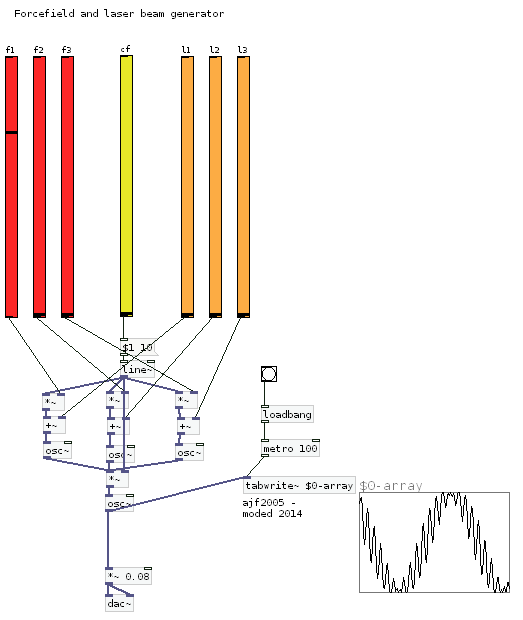 Forcefield and laser beam generator
f1 f2 f3 cf l1 l2 l3
$1 10
line~
*~ *~ *~
+~ +~ +~
osc~ osc~ osc~
*~
osc~
*~ 0.08
dac~
loadbang
metro 100
tabwrite~ $0-array
ajf2005 -
moded 2014
$0-array